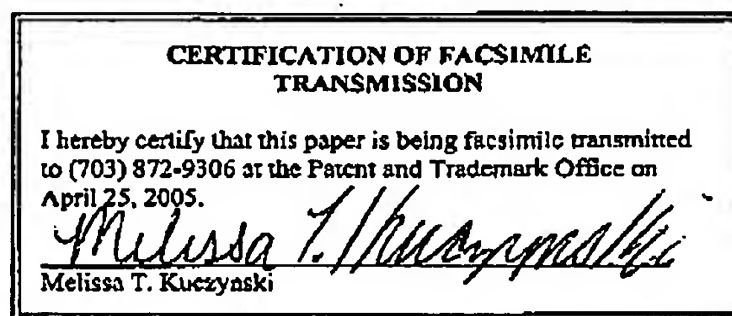 CERTIFICATION OF FACSIMILE
TRANSMISSION
I hereby certify that this paper is being facsimile transmitted
to (703) 872-9306 at the Patent and Trademark Office on
April 25, 2005.
Melissa T. Kuczynski
Melissa T. Kuczynski